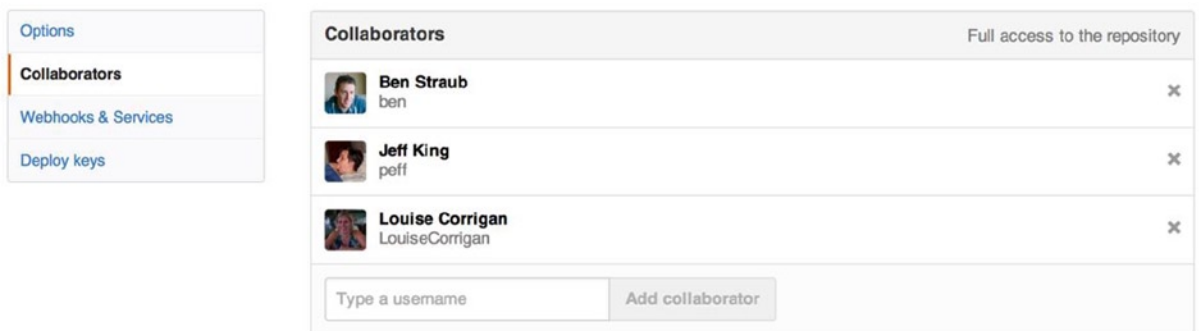 Options
Collaborators
Webhooks & Services
Deploy keys
Collaborators Full access to the repository
Ben Straub
ben
Jeff King
peff
Louise Corrigan
LouiseCorrigan
Type a username Add collaborator